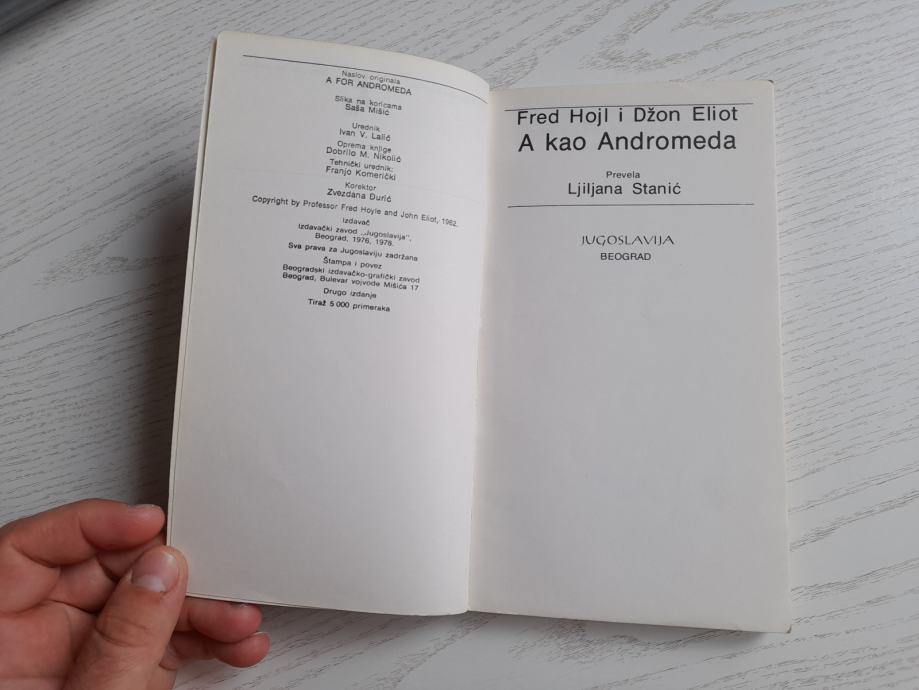 Naslov originala
A FOR ANDROMEDA
Slika na koricama
Saša Mišić
Urednik
Ivan V. Lalić
Oprema knjige
Dobrilo M. Nikolić
Tehnički urednik:
Franjo Komerički
Korektor
Zvezdana Đurić
Copyright by Professor Fred Hoyle and John Eliot, 1962.
Izdavač
Izdavački zavod „Jugoslavija",
Beograd, 1976, 1978.
Sva prava za Jugoslaviju zadržana
Štampa i povez
Beogradski izdavačko-grafički zavod
Beograd, Bulevar vojvode Mišića 17
Drugo izdanje
Tiraž 5 000 primeraka
Fred Hojl i Džon Eliot
A kao Andromeda
Prevela
Ljiljana Stanić
JUGOSLAVIJA
BEOGRAD